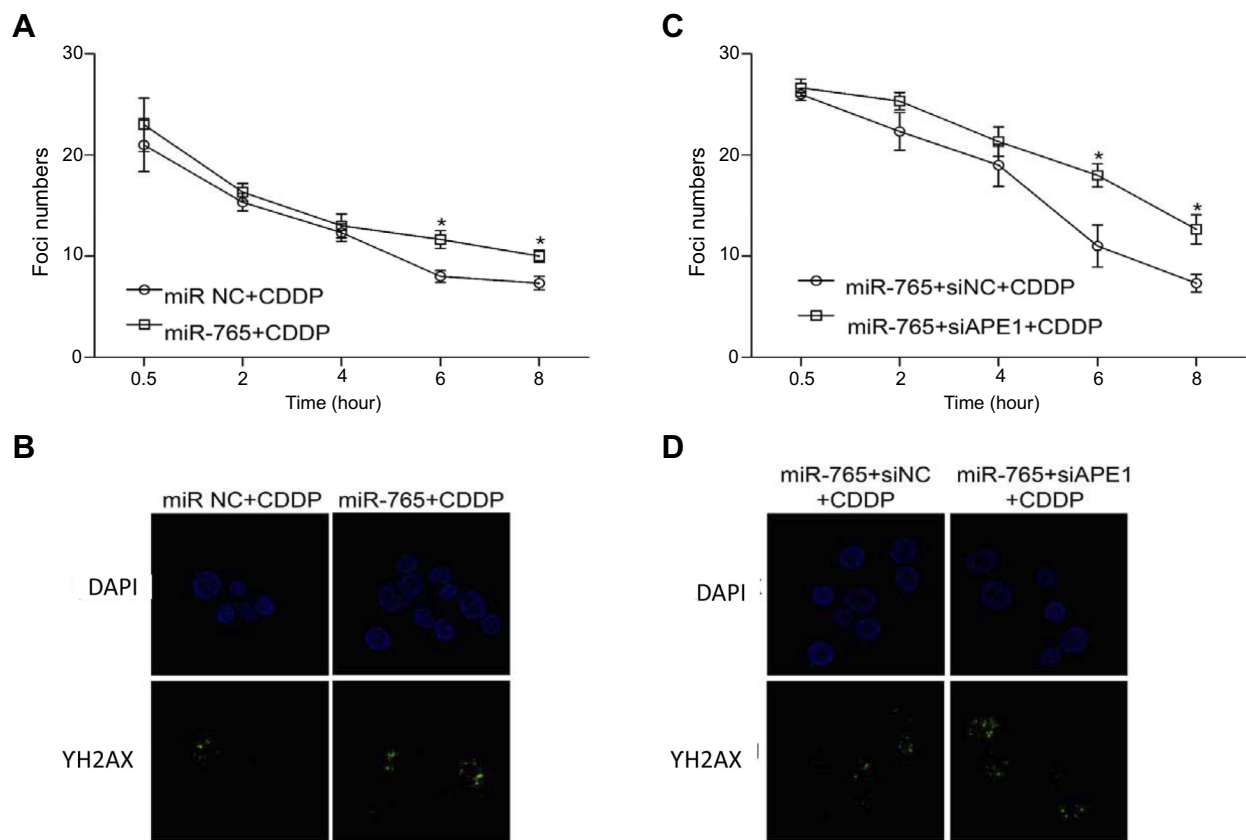 A
30
20
10
0
Foci numbers
miR NC+CDDP
miR-765+CDDP
0.5 2 4 6 8
Time (hour)
* *
C
30
20
10
0
Foci numbers
miR-765+siNC+CDDP
miR-765+siAPE1+CDDP
0.5 2 4 6 8
Time (hour)
* *
B
miR NC+CDDP miR-765+CDDP
DAPI
YH2AX
D
miR-765+siNC miR-765+siAPE1
+CDDP +CDDP
DAPI
YH2AX